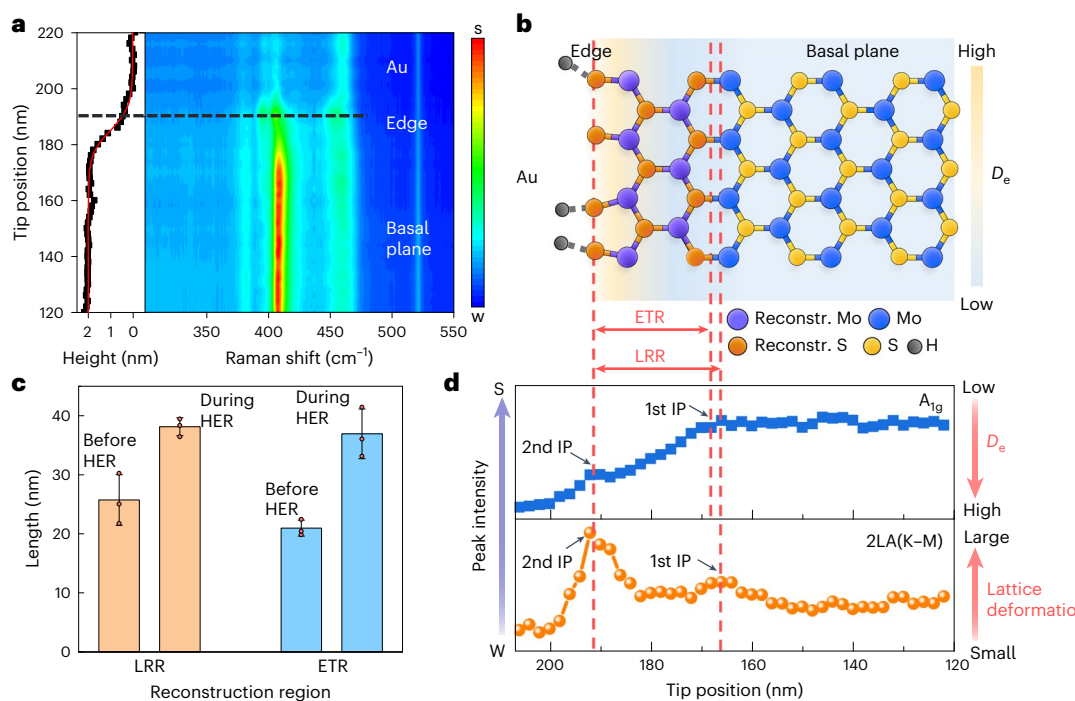 a
220
200
180
160
140
120
Tip position (nm)
2 1 0
Height (nm)
350 400 450 500 550
Raman shift (cm⁻¹)
Au
Edge
Basal
plane
S
W
b
Edge
Basal plane
High
Au
Dₑ
Low
ETR
LRR
Reconstr. Mo
Mo
Reconstr. S
S
H
c
40
30
20
10
0
Length (nm)
Before
HER
During
HER
Before
HER
During
HER
LRR
ETR
Reconstruction region
d
S
W
Peak intensity
A1g
1st IP
2nd IP
Low
Dₑ
High
2LA(K–M)
2nd IP
1st IP
Large
Lattice
deformatio
Small
200 180 160 140 120
Tip position (nm)